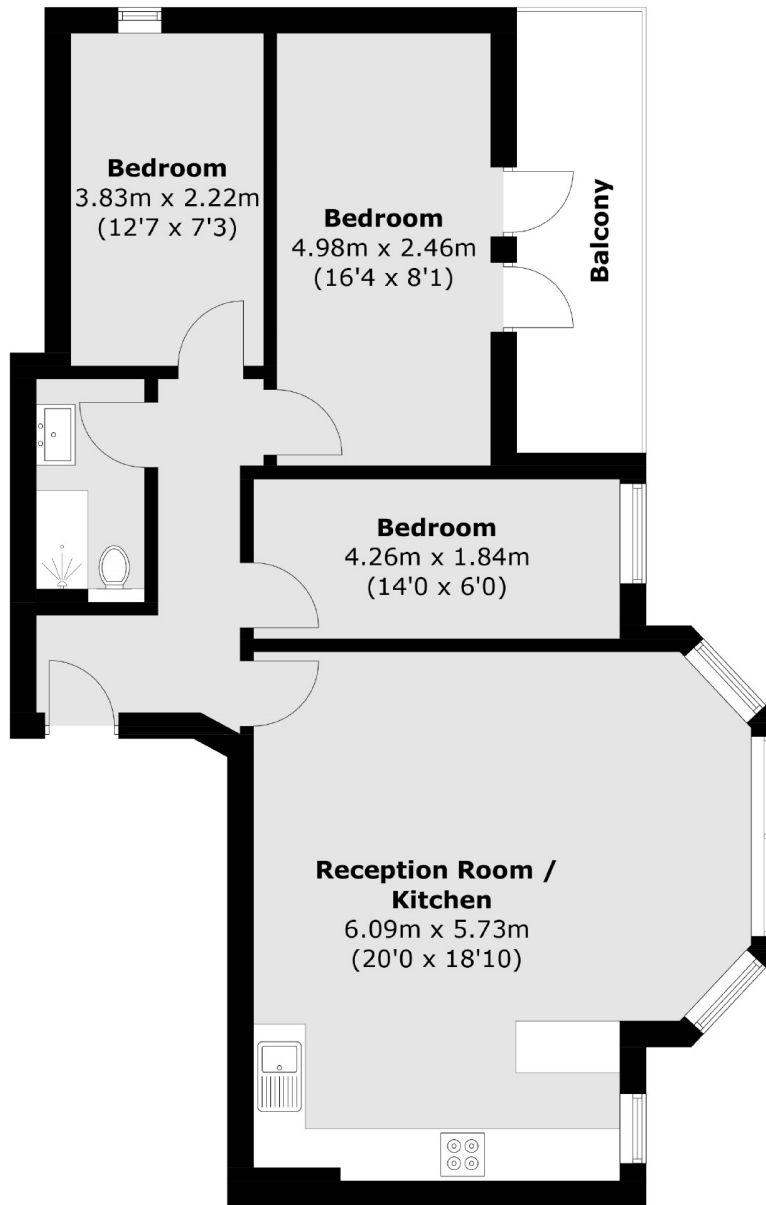 Bedroom
3.83m x 2.22m
(12'7 x 7'3)
Bedroom
4.98m x 2.46m
(16'4 x 8'1)
Balcony
Bedroom
4.26m x 1.84m
(14'0 x 6'0)
Reception Room /
Kitchen
6.09m x 5.73m
(20'0 x 18'10)